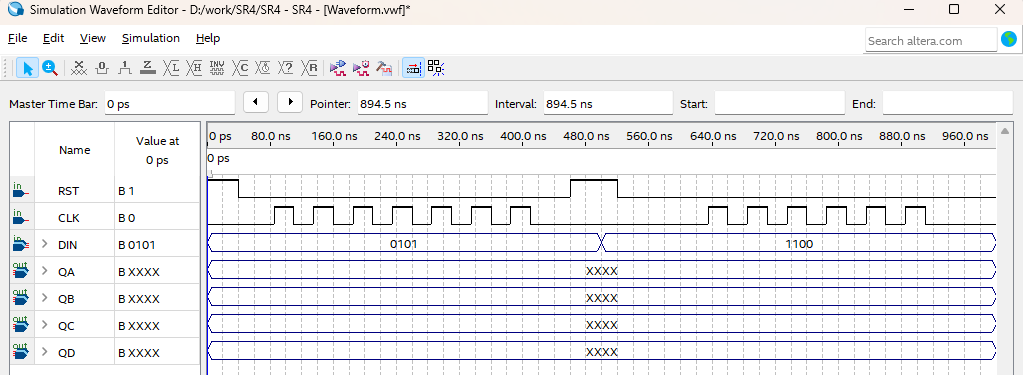 Simulation Waveform Editor - D:/work/SR4/SR4 - SR4 - [Waveform.vwf]*
File Edit View Simulation Help
Search altera.com
Master Time Bar: 0 ps Pointer: 894.5 ns Interval: 894.5 ns Start: End:
Name Value at 0 ps
0 ps 80.0 ns 160.0 ns 240.0 ns 320.0 ns 400.0 ns 480.0 ns 560.0 ns 640.0 ns 720.0 ns 800.0 ns 880.0 ns 960.0 ns
0 ps
in RST B 1
in CLK B 0
in DIN B 0101 0101 1100
out QA B XXXX XXXX
out QB B XXXX XXXX
out QC B XXXX XXXX
out QD B XXXX XXXX